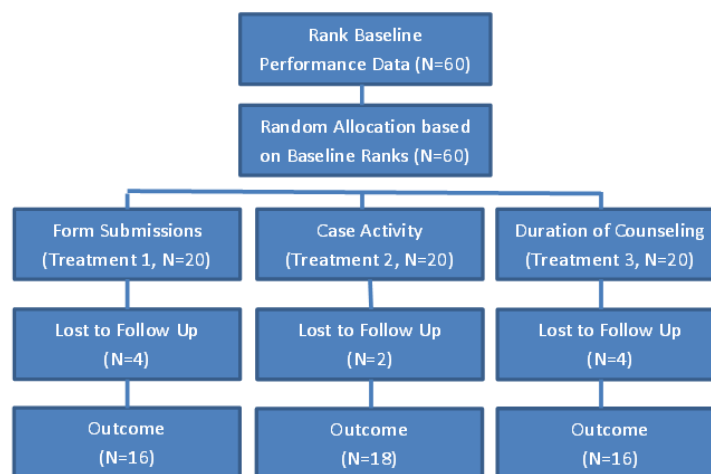 Rank Baseline
Performance Data (N=60)
Random Allocation based
on Baseline Ranks (N=60)
Form Submissions
(Treatment 1, N=20)
Case Activity
(Treatment 2, N=20)
Duration of Counseling
(Treatment 3, N=20)
Lost to Follow Up
(N=4)
Lost to Follow Up
(N=2)
Lost to Follow Up
(N=4)
Outcome
(N=16)
Outcome
(N=18)
Outcome
(N=16)